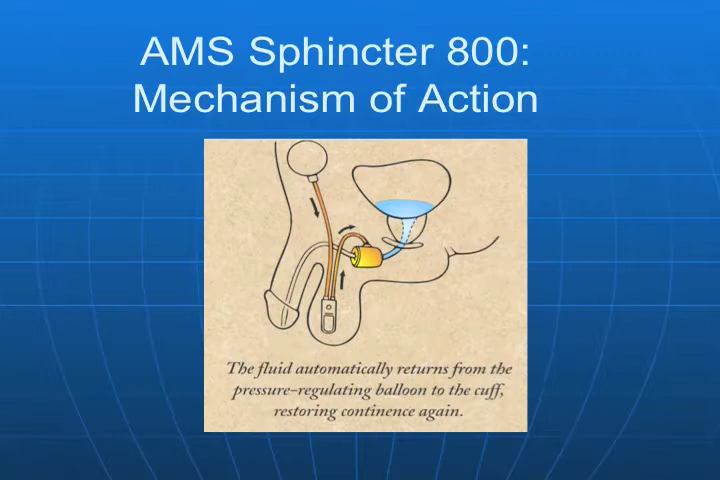 AMS Sphincter 800:
Mechanism of Action
The fluid automatically returns from the
pressure–regulating balloon to the cuff,
restoring continence again.